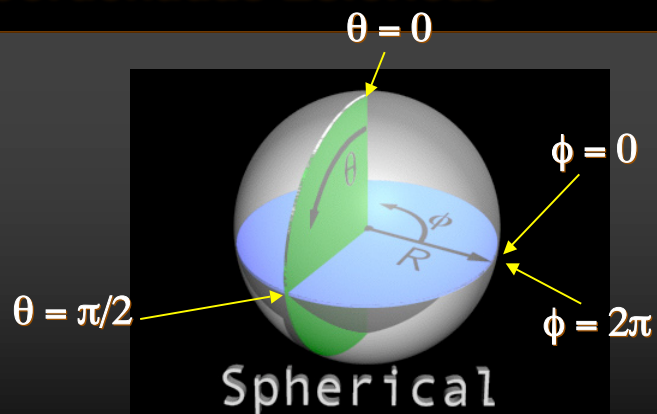 θ = 0
ϕ = 0
θ
ϕ
R
θ = π/2
ϕ = 2π
Spherical